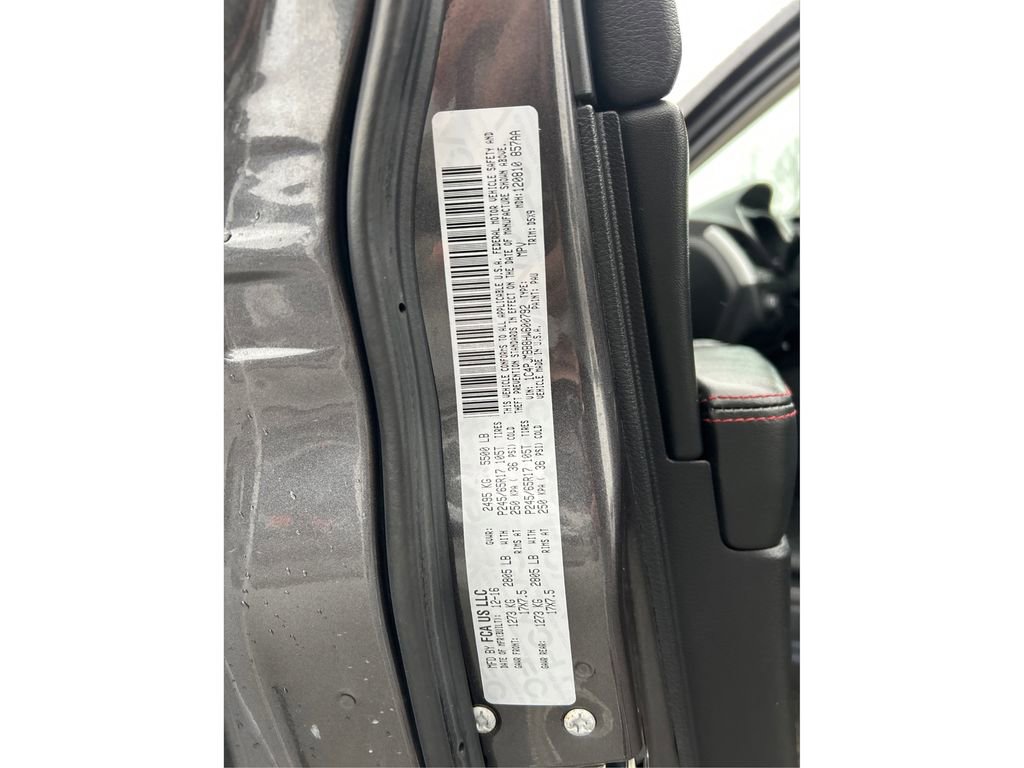 MFD BY FCA US LLC
DATE OF MFR(BUILT): 12-16 GVWR: 2495 KG 5500 LB
GAWR FRONT: 1273 KG 2805 LB WITH P245/65R17 105T TIRES
17X7.5 RIMS AT 250 KPA ( 36 PSI) COLD
GAWR REAR: 1273 KG 2805 LB WITH P245/65R17 105T TIRES
17X7.5 RIMS AT 250 KPA ( 36 PSI) COLD
THIS VEHICLE CONFORMS TO ALL APPLICABLE U.S.A. FEDERAL MOTOR VEHICLE SAFETY AND
THEFT PREVENTION STANDARDS IN EFFECT ON THE DATE OF MANUFACTURE SHOWN ABOVE.
VIN: 1C4PJMBB8HW600792 TYPE: MPV MDH:120810 857AA
VEHICLE MADE IN U.S.A. PAINT: PAU TRIM: D5X9